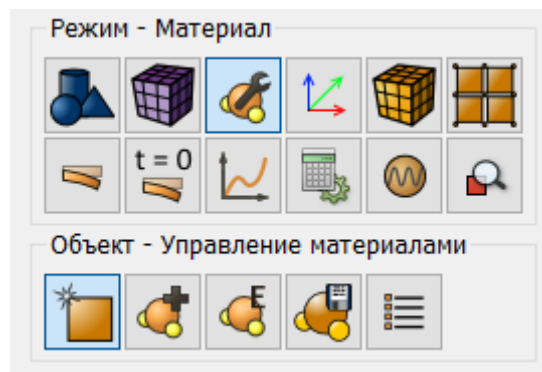 Режим - Материал
t = 0
Объект - Управление материалами
E